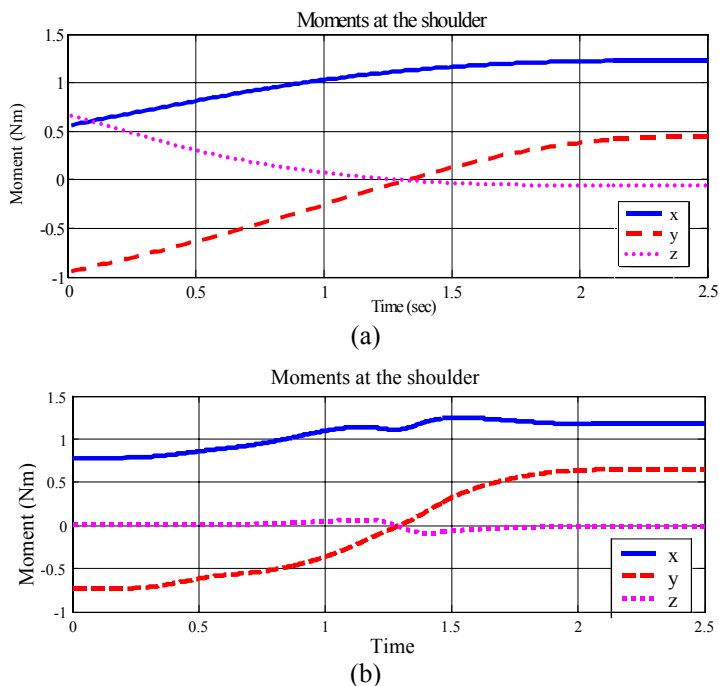 Moments at the shoulder
1.5
1
0.5
0
-0.5
-1
Moment (Nm)
x
y
z
0
0.5
1
1.5
2
2.5
Time (sec)
(a)
Moments at the shoulder
1.5
1
0.5
0
-0.5
-1
Moment (Nm)
x
y
z
0
0.5
1
1.5
2
2.5
Time
(b)